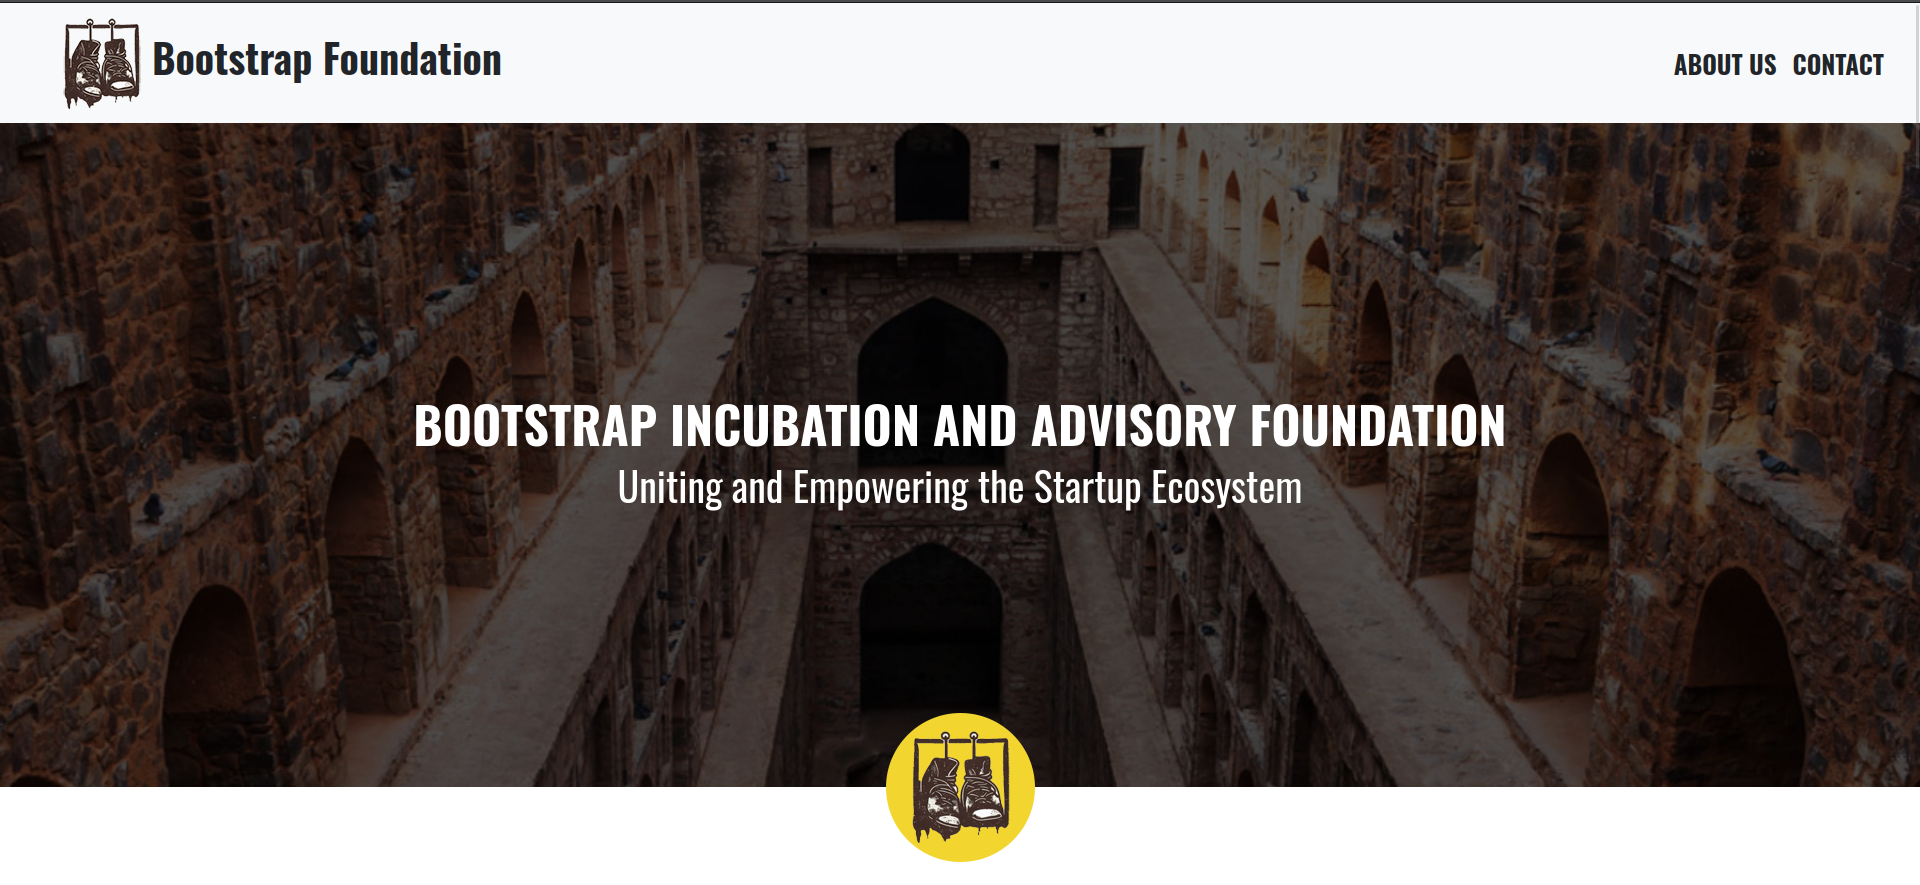 Bootstrap Foundation
ABOUT US CONTACT
BOOTSTRAP INCUBATION AND ADVISORY FOUNDATION
Uniting and Empowering the Startup Ecosystem